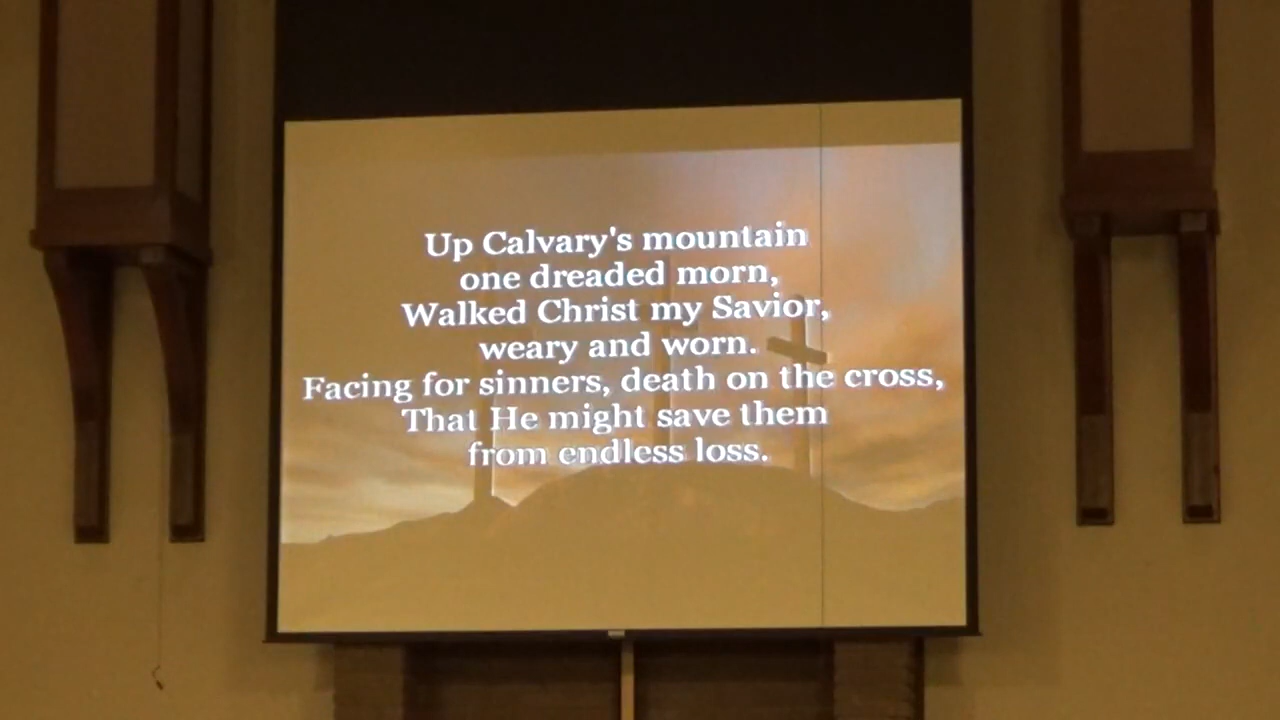 Up Calvary's mountain
one dreaded morn,
Walked Christ my Savior,
weary and worn.
Facing for sinners, death on the cross,
That He might save them
from endless loss.